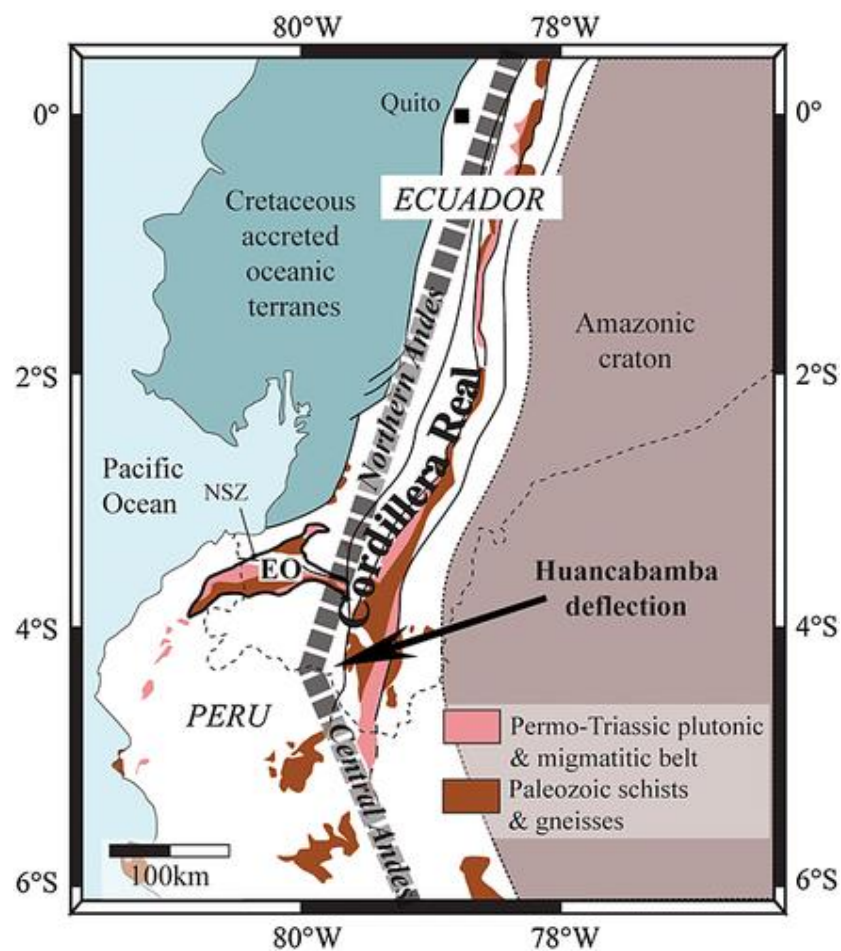 80°W
78°W
0°
0°
Quito
ECUADOR
Cretaceous
accreted
oceanic
terranes
Northern Andes
Amazonic
craton
2°S
2°S
Cordillera Real
Pacific
Ocean
NSZ
EO
Huancabamba
deflection
4°S
4°S
PERU
Permo-Triassic plutonic
& migmatitic belt
Central Andes
Paleozoic schists
& gneisses
100km
6°S
6°S
80°W
78°W